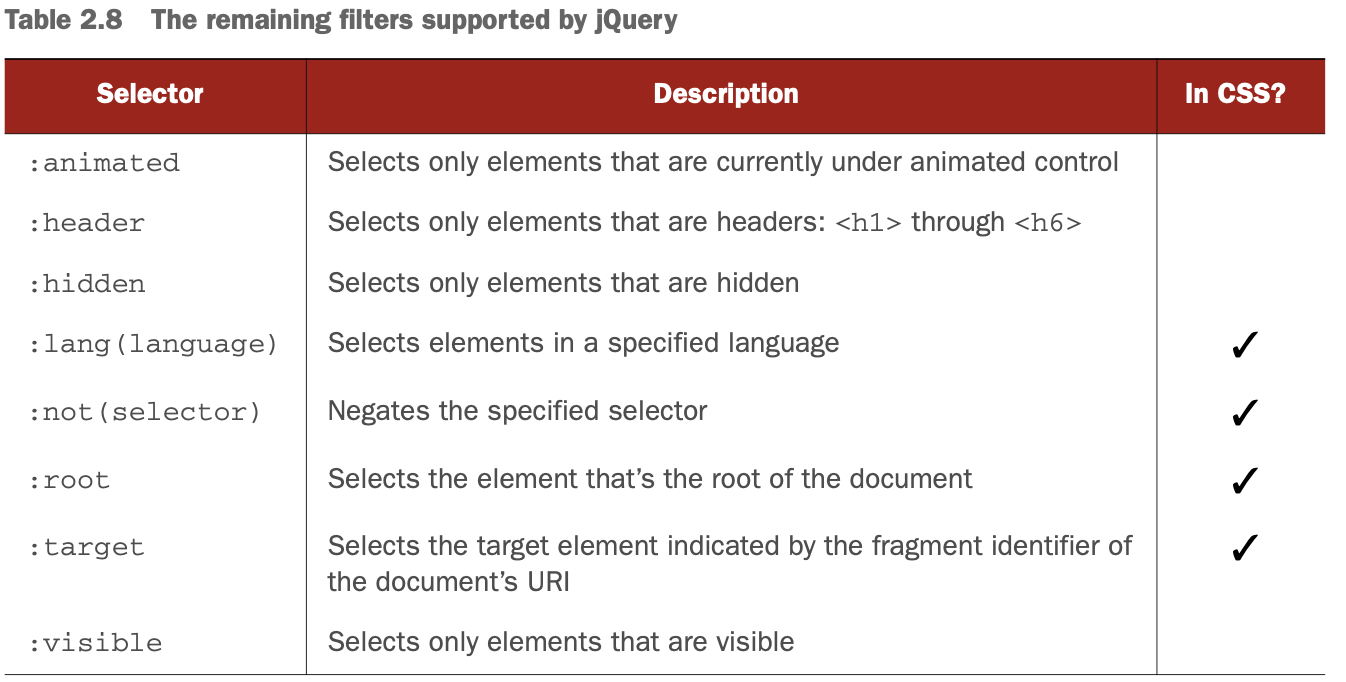 Table 2.8 The remaining filters supported by jQuery
Selector Description In CSS?
:animated Selects only elements that are currently under animated control
:header Selects only elements that are headers: <h1> through <h6>
:hidden Selects only elements that are hidden
:lang(language) Selects elements in a specified language ✓
:not(selector) Negates the specified selector ✓
:root Selects the element that’s the root of the document ✓
:target Selects the target element indicated by the fragment identifier of ✓
the document’s URI
:visible Selects only elements that are visible